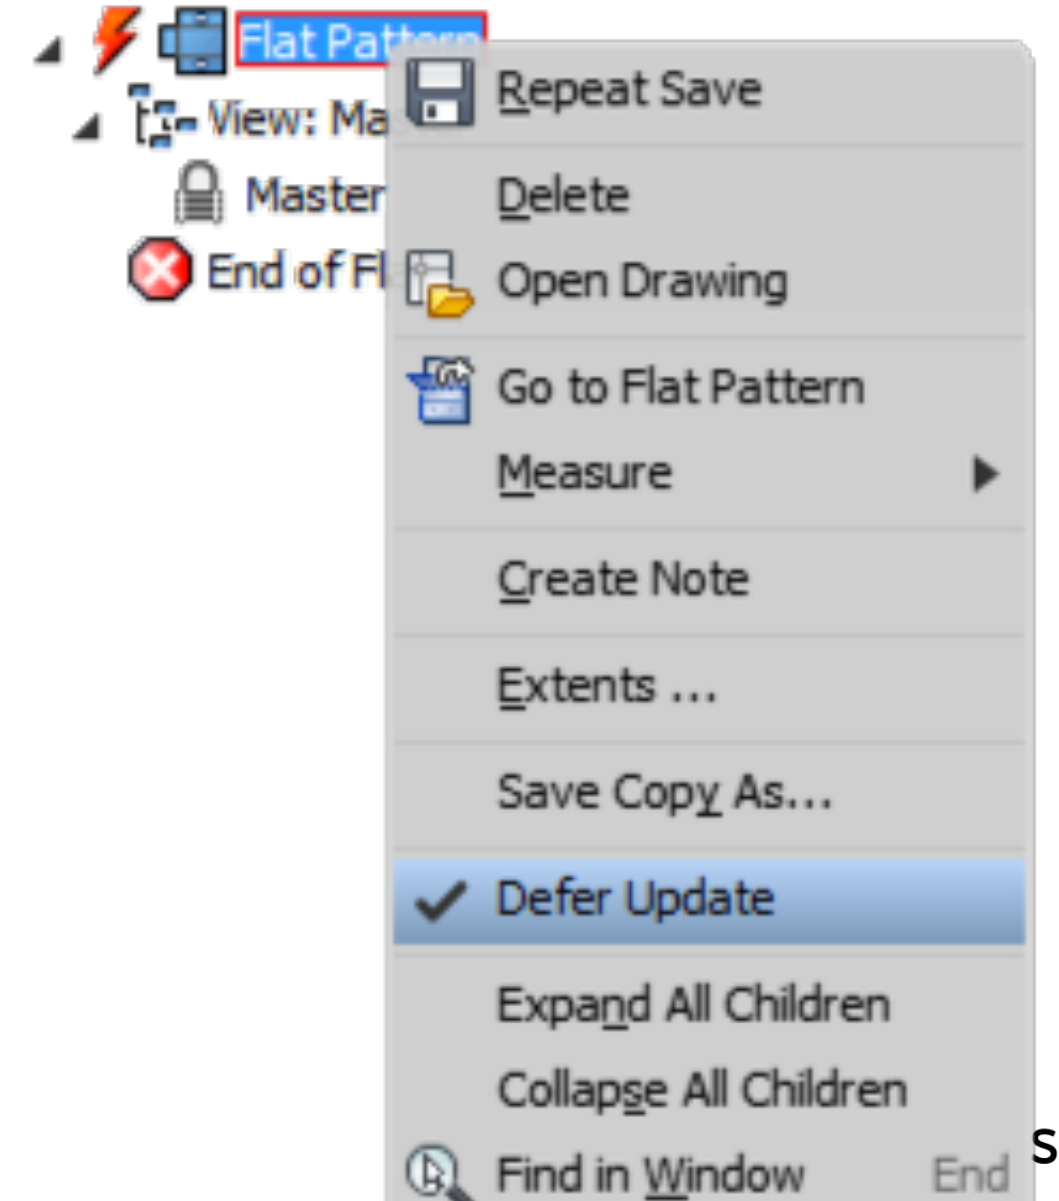 Flat Pattern
View: Ma
Master
End of Fl
Repeat Save
Delete
Open Drawing
Go to Flat Pattern
Measure
Create Note
Extents ...
Save Copy As...
Defer Update
Expand All Children
Collapse All Children
Find in Window End
s